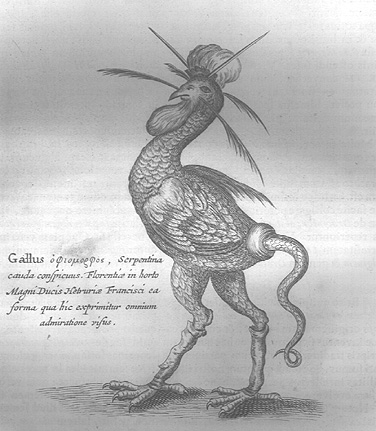 Gallus ὀφιομορφος, Serpentina
cauda conspicuus. Florentiæ in horto
Magni Ducis Hetruriæ Francisci ea
forma qua hic exprimitur omnium
admiratione visus.